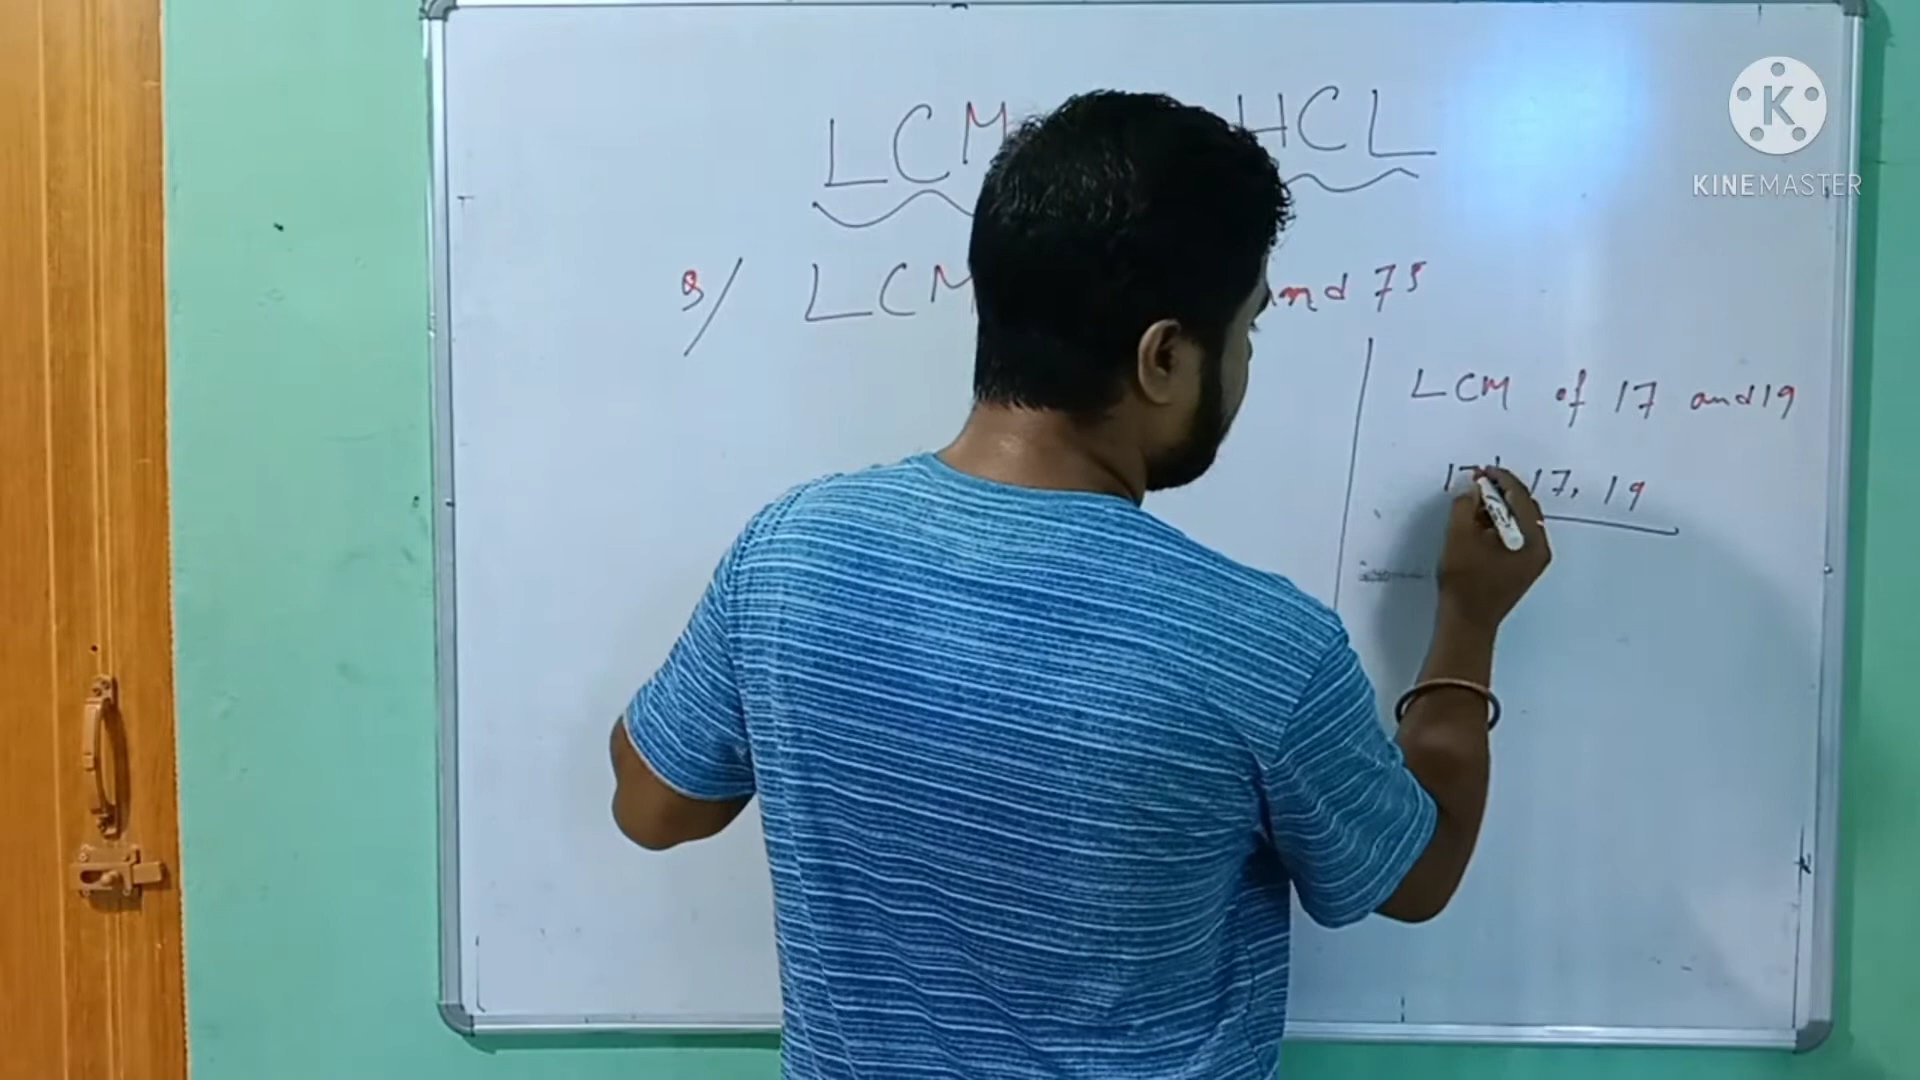 LCM HCL
KINEMASTER
Q/ LCM and 75
LCM of 17 and 19
17 17, 19